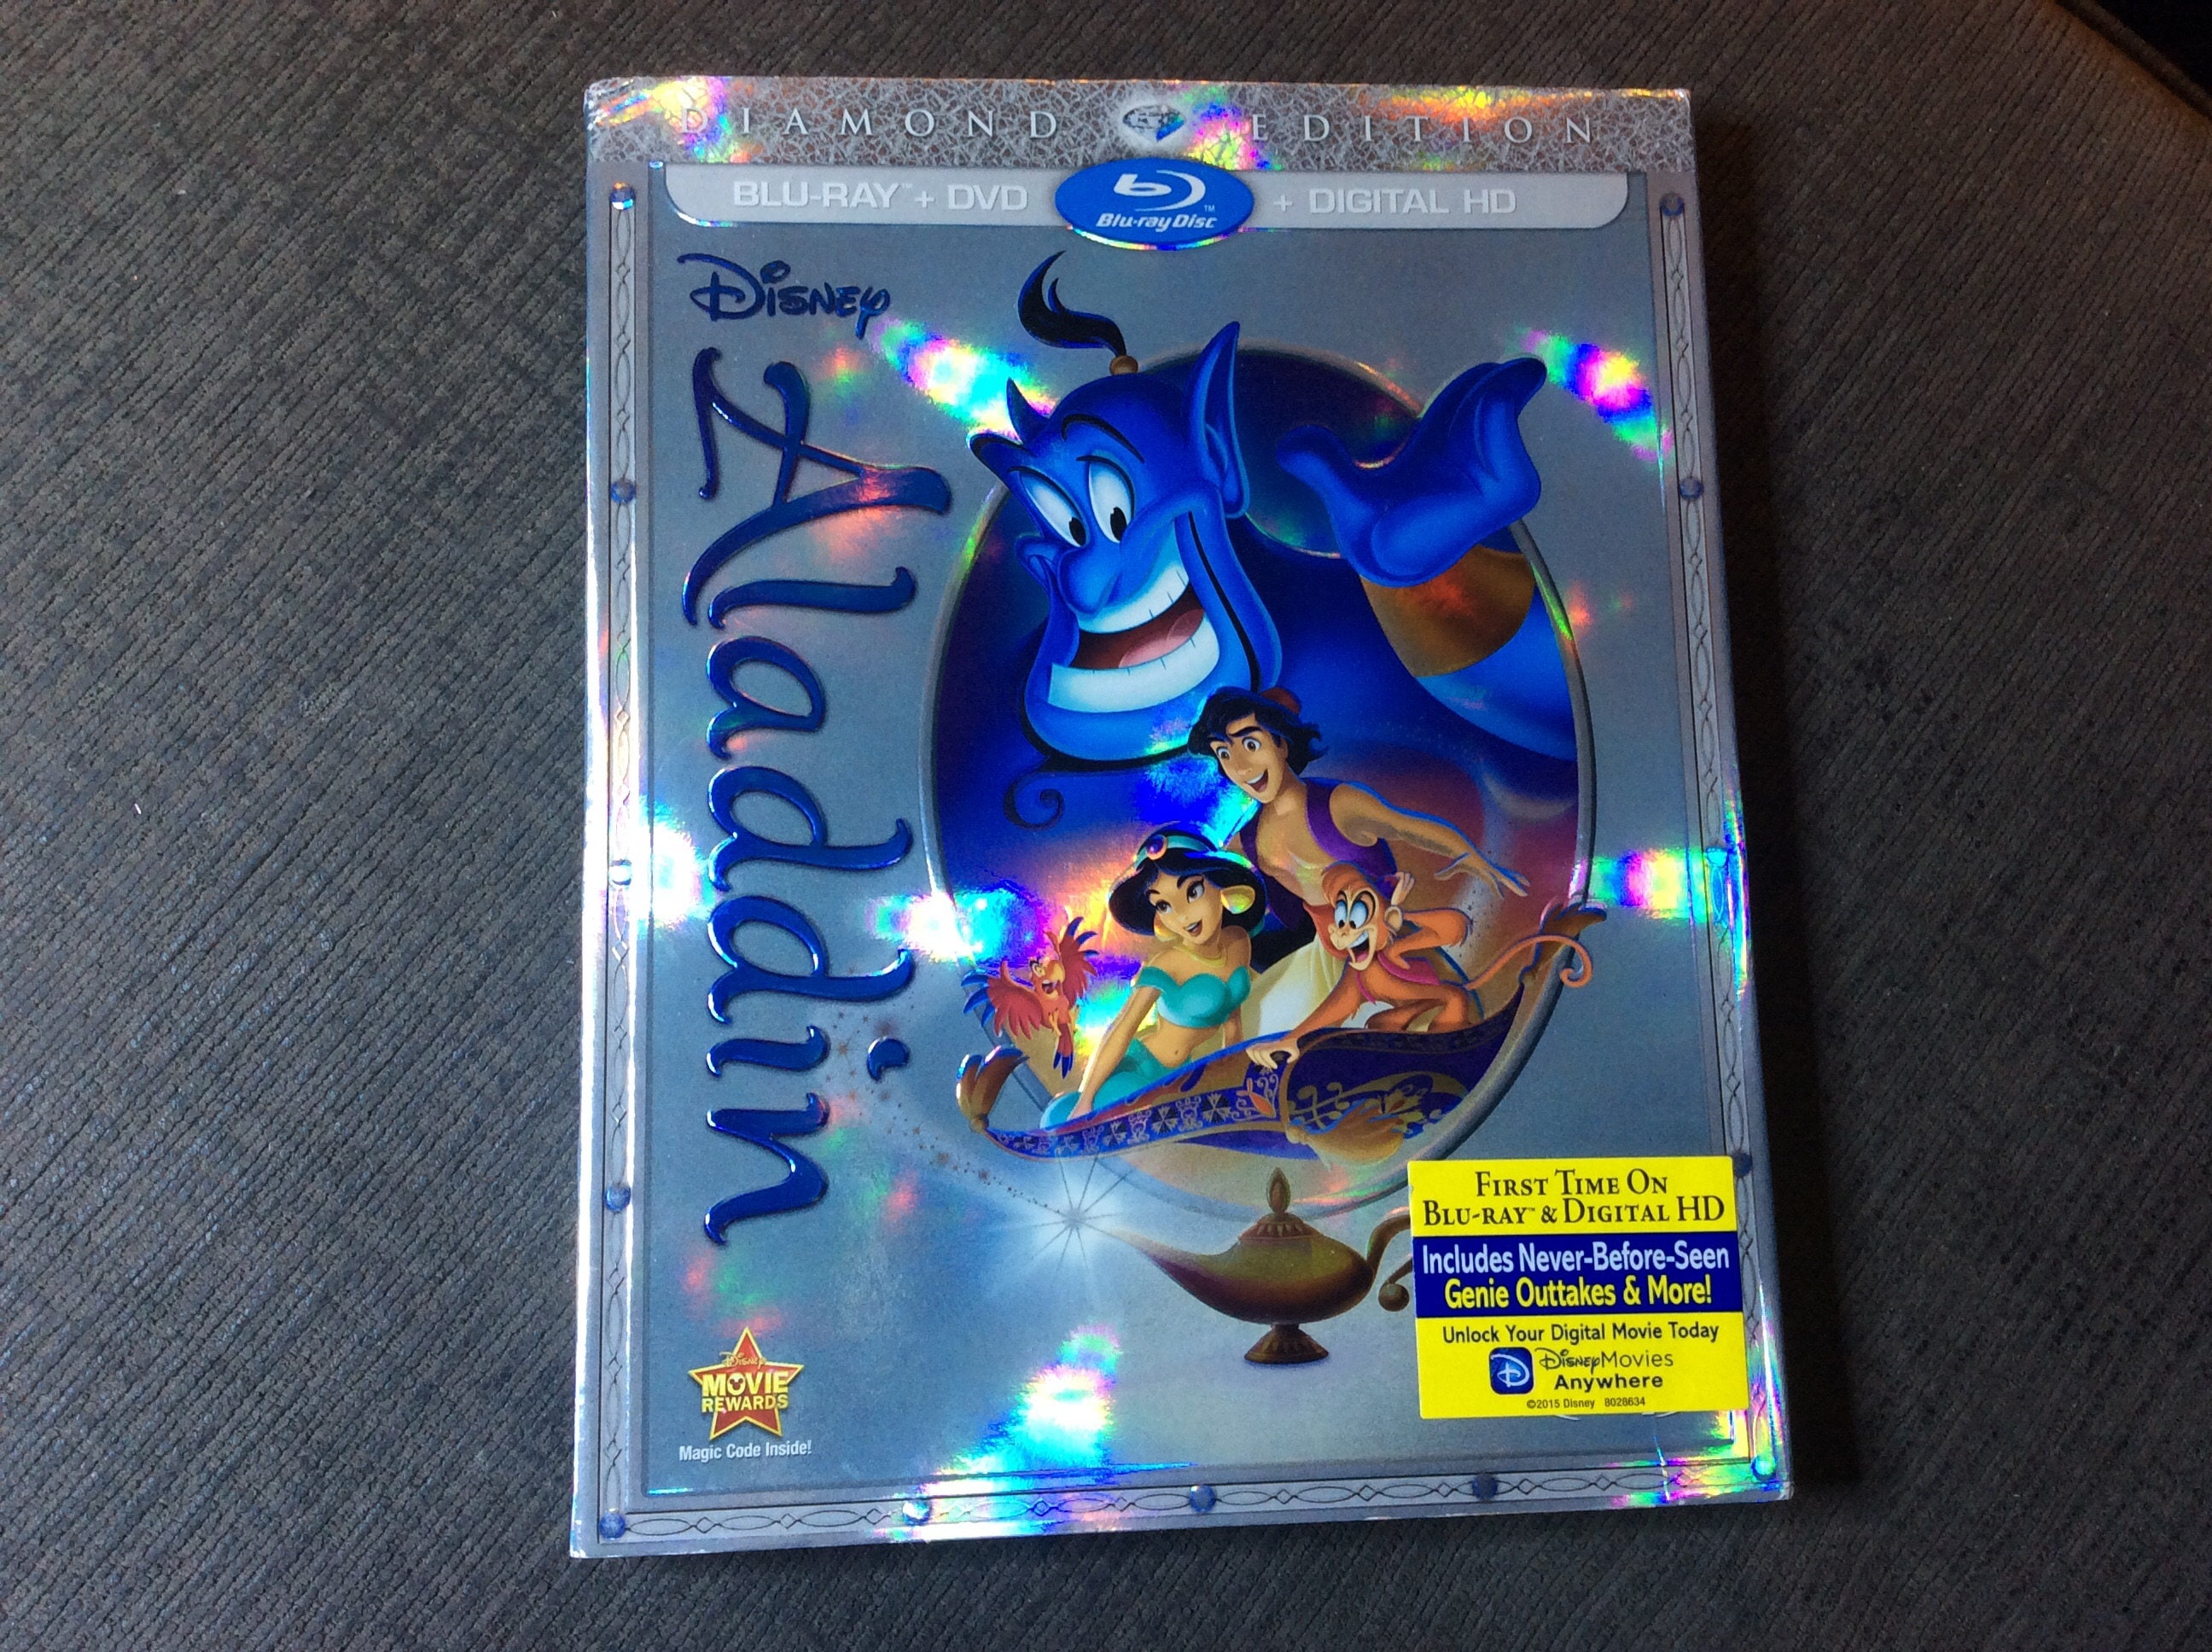 DIAMOND EDITION
BLU-RAY™ + DVD Blu-ray Disc™ + DIGITAL HD
Disney
Aladdin
First Time On
Blu-ray™ & Digital HD
Includes Never-Before-Seen
Genie Outtakes & More!
Unlock Your Digital Movie Today
Disney Movies
Anywhere
©2015 Disney 8028634
Disney
MOVIE
REWARDS
Magic Code Inside!